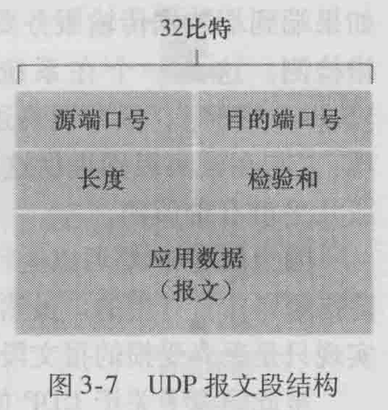 32比特
源端口号 目的端口号
长度 检验和
应用数据
（报文）
图 3-7 UDP 报文段结构